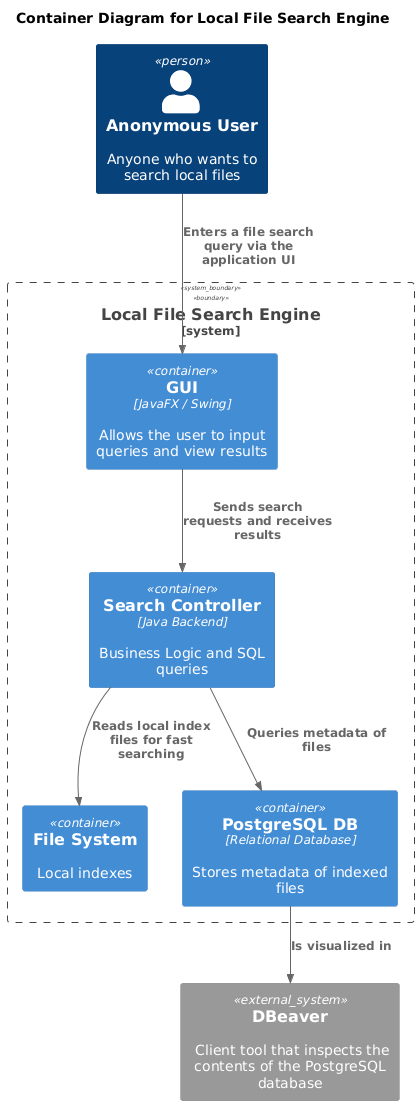 Container Diagram for Local File Search Engine
«person»
Anonymous User
Anyone who wants to
search local files
Enters a file search
query via the
application UI
«system_boundary»
«boundary»
Local File Search Engine
[system]
«container»
GUI
[JavaFX / Swing]
Allows the user to input
queries and view results
Sends search
requests and receives
results
«container»
Search Controller
[Java Backend]
Business Logic and SQL
queries
Reads local index
files for fast
searching
Queries metadata of
files
«container»
File System
Local indexes
«container»
PostgreSQL DB
[Relational Database]
Stores metadata of indexed
files
Is visualized in
«external_system»
DBeaver
Client tool that inspects the
contents of the PostgreSQL
database